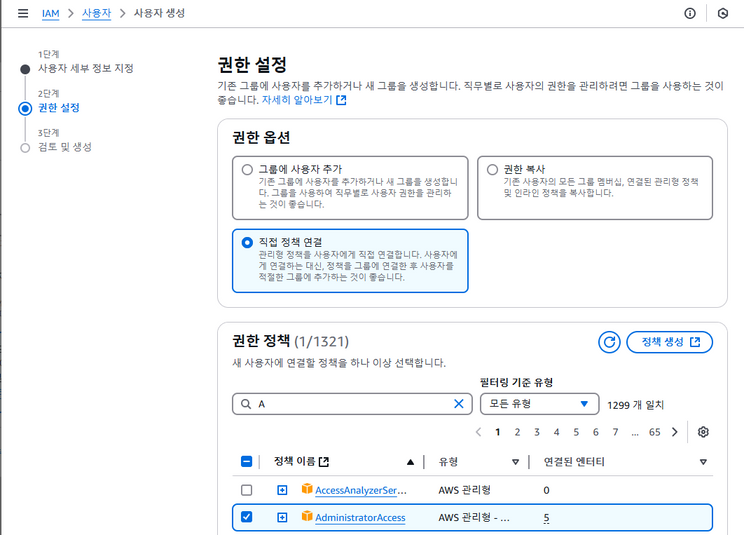 IAM > 사용자 > 사용자 생성
1단계
사용자 세부 정보 지정
2단계
권한 설정
3단계
검토 및 생성
권한 설정
기존 그룹에 사용자를 추가하거나 새 그룹을 생성합니다. 직무별로 사용자의 권한을 관리하려면 그룹을 사용하는 것이
좋습니다. 자세히 알아보기
권한 옵션
그룹에 사용자 추가
기존 그룹에 사용자를 추가하거나 새 그룹을 생성합니
다. 그룹을 사용하여 직무별로 사용자 권한을 관리하
는 것이 좋습니다.
권한 복사
기존 사용자의 모든 그룹 멤버십, 연결된 관리형 정책
및 인라인 정책을 복사합니다.
직접 정책 연결
관리형 정책을 사용자에게 직접 연결합니다. 사용자에
게 연결하는 대신, 정책을 그룹에 연결한 후 사용자를
적절한 그룹에 추가하는 것이 좋습니다.
권한 정책 (1/1321)
정책 생성
새 사용자에 연결할 정책을 하나 이상 선택합니다.
필터링 기준 유형
A
모든 유형
1299 개 일치
< 1 2 3 4 5 6 7 ... 65 >
정책 이름 유형 연결된 엔터티
AccessAnalyzerSer... AWS 관리형 0
AdministratorAccess AWS 관리형 - ... 5